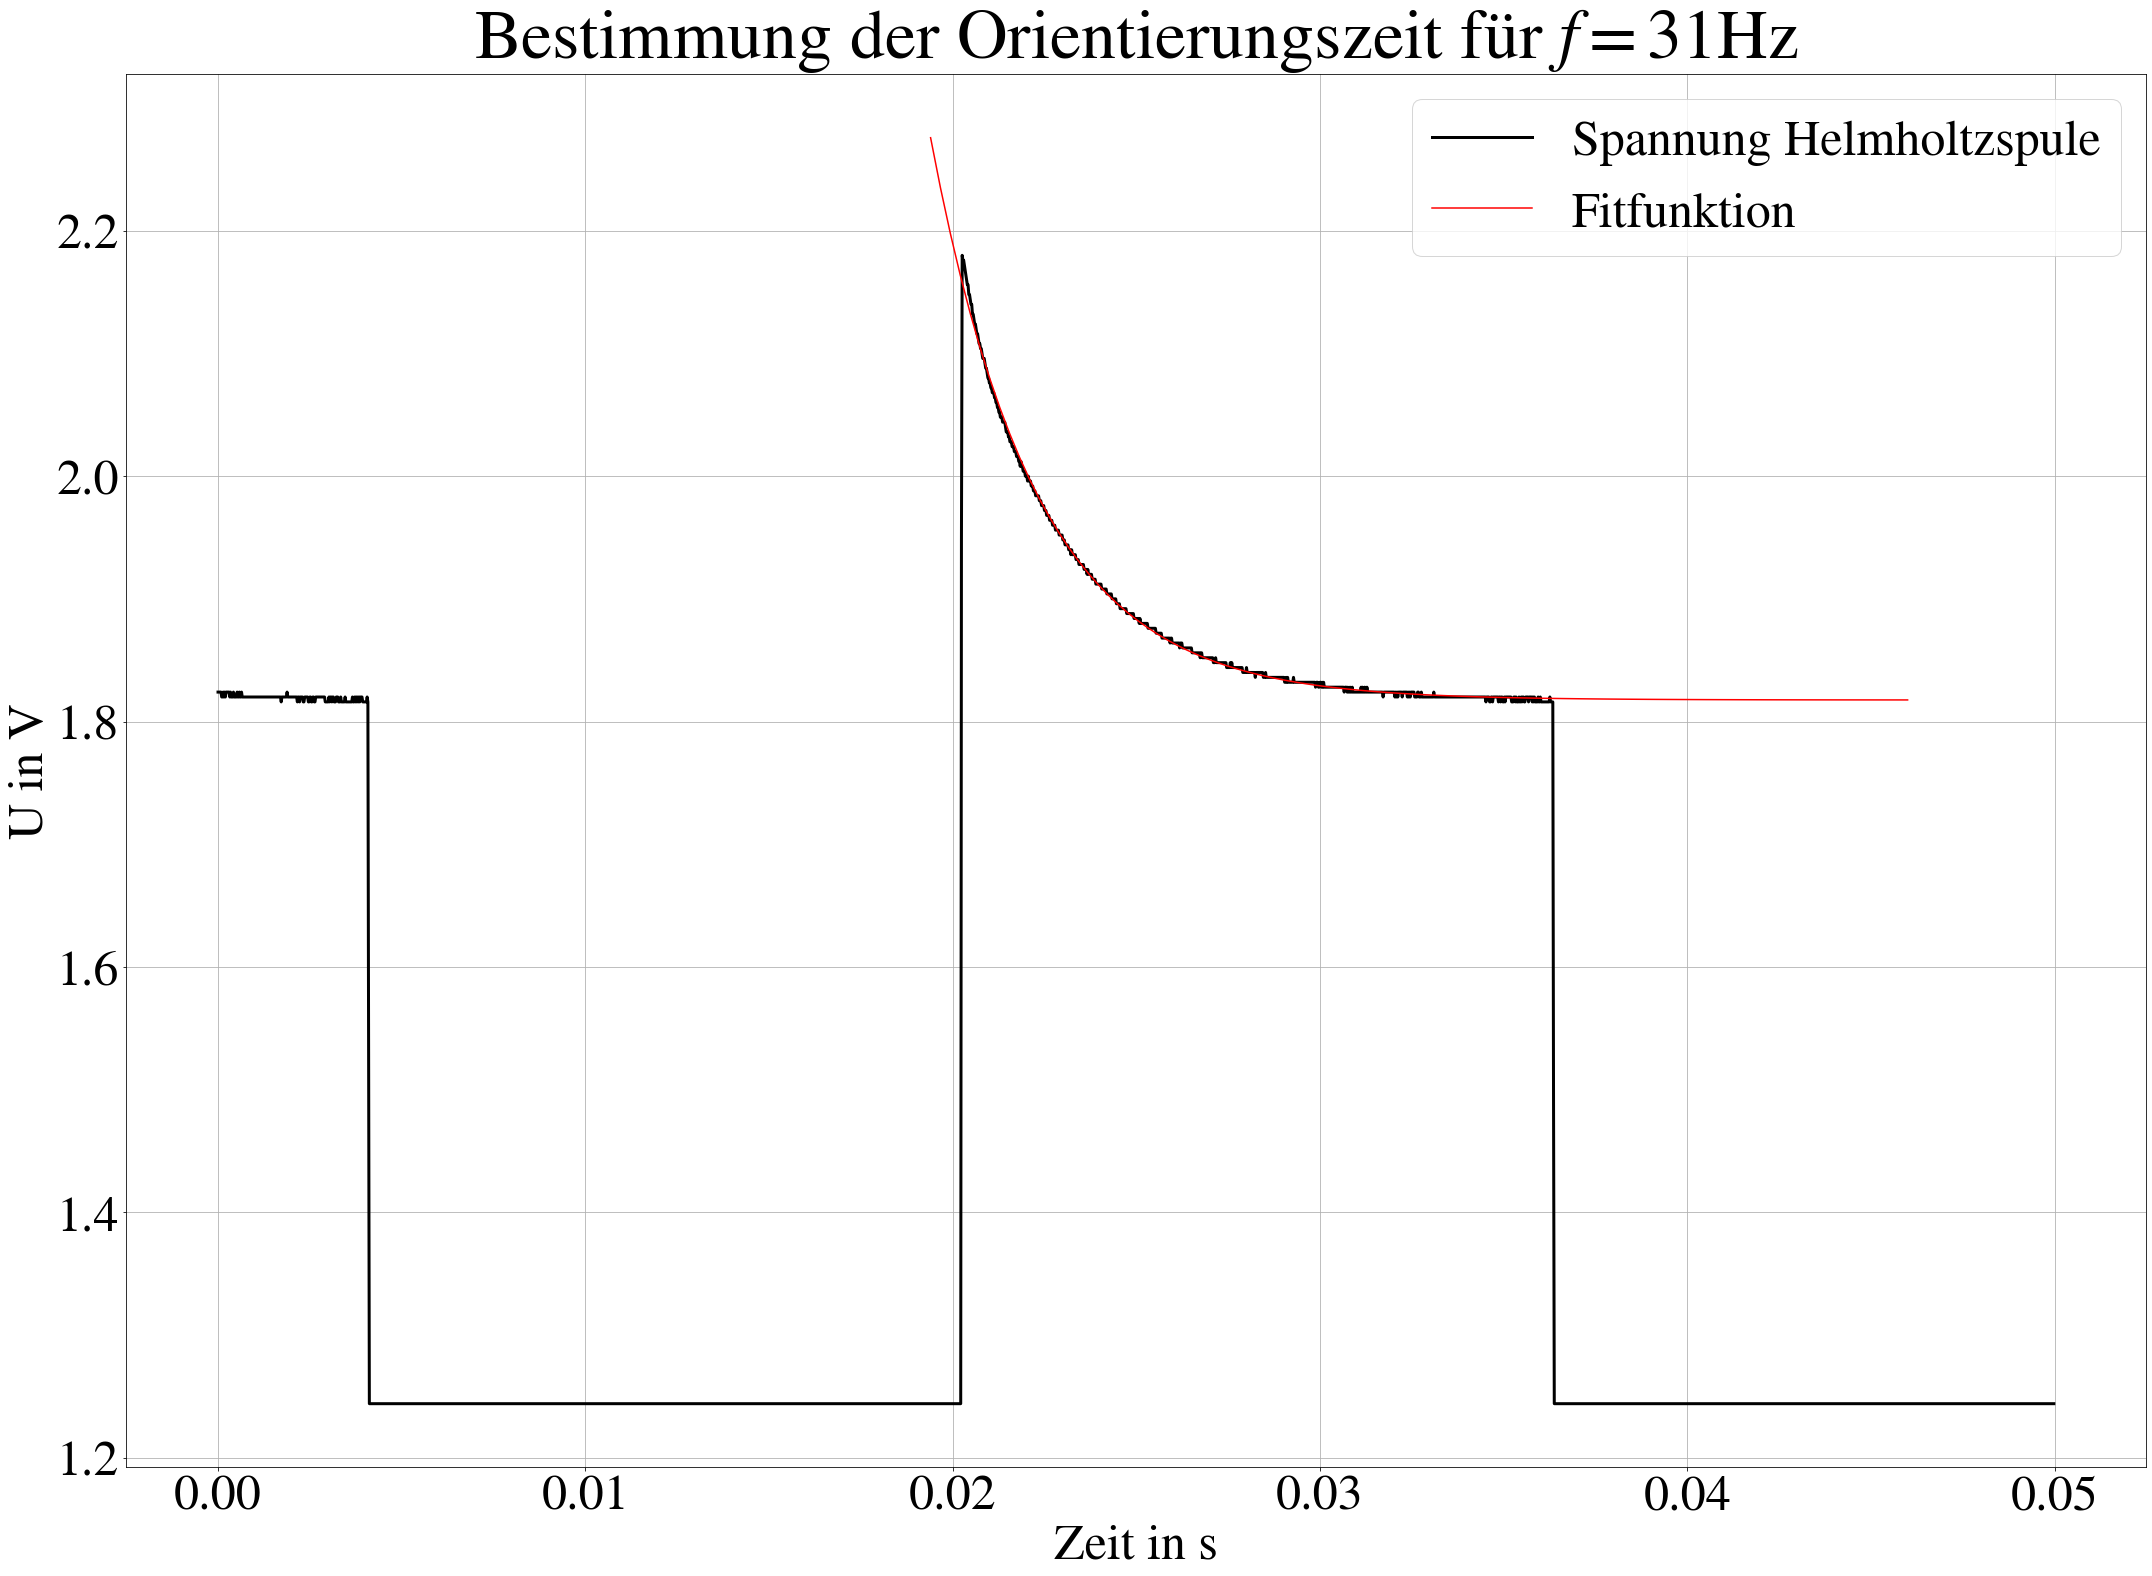 Bestimmung der Orientierungszeit für f = 31Hz
Spannung Helmholtzspule
Fitfunktion
U in V
2.2
2.0
1.8
1.6
1.4
1.2
0.00 0.01 0.02 0.03 0.04 0.05
Zeit in s